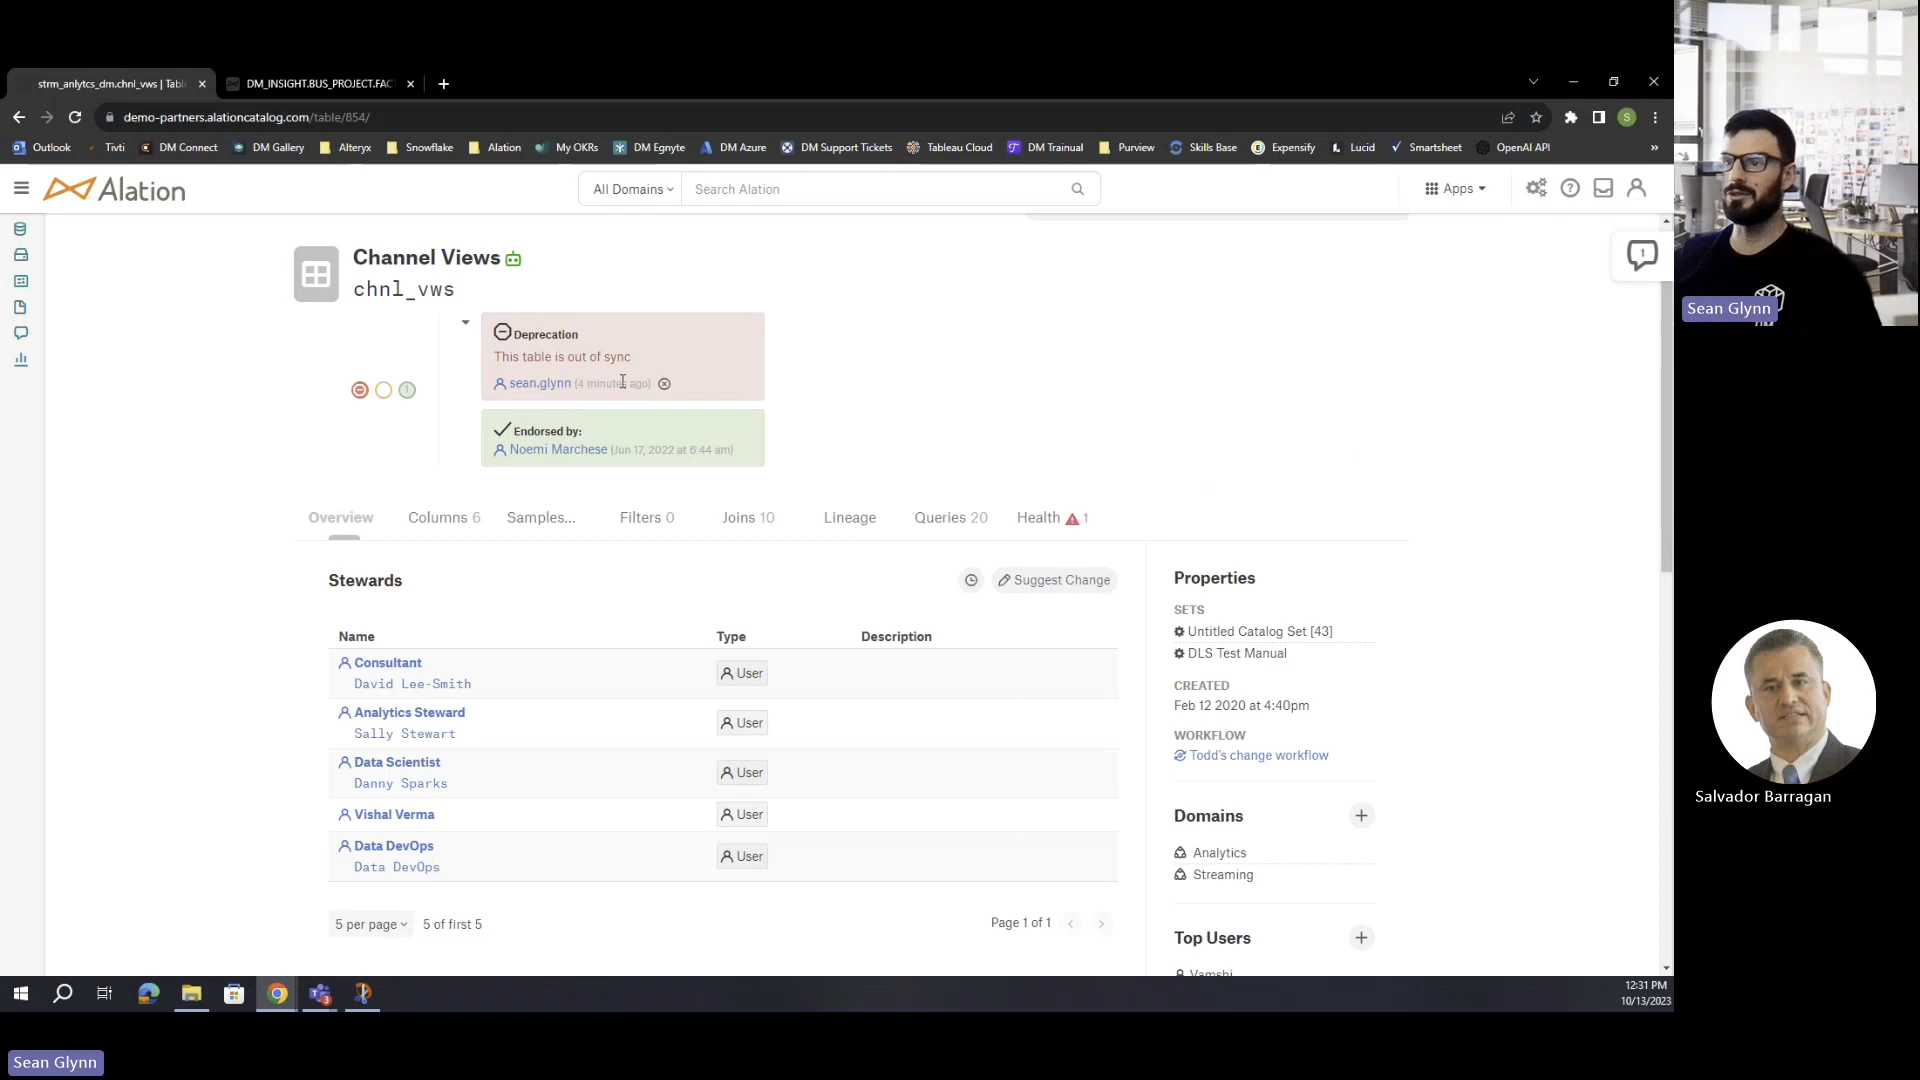 strm_anlytcs_dm.chnl_vws | Tabl
DM_INSIGHT.BUS_PROJECT.FAC
demo-partners.alationcatalog.com/table/854/
S
Outlook Tivti DM Connect DM Gallery Alteryx Snowflake Alation My OKRs DM Egnyte DM Azure DM Support Tickets Tableau Cloud DM Trainual Purview Skills Base Expensify Lucid Smartsheet OpenAI API »
Alation
All Domains
Search Alation
Apps
1
Channel Views
chnl_vws
Deprecation
This table is out of sync
sean.glynn (4 minutes ago)
1
Endorsed by:
Noemi Marchese (Jun 17, 2022 at 6:44 am)
Overview Columns 6 Samples... Filters 0 Joins 10 Lineage Queries 20 Health 1
Stewards
Suggest Change
Name Type Description
Consultant
David Lee-Smith
User
Analytics Steward
Sally Stewart
User
Data Scientist
Danny Sparks
User
Vishal Verma
User
Data DevOps
Data DevOps
User
5 per page 5 of first 5
Page 1 of 1
Properties
SETS
Untitled Catalog Set [43]
DLS Test Manual
CREATED
Feb 12 2020 at 4:40pm
WORKFLOW
Todd's change workflow
Domains
Analytics
Streaming
Top Users
Vamshi
3
12:31 PM
10/13/2023
Sean Glynn
Salvador Barragan
Sean Glynn